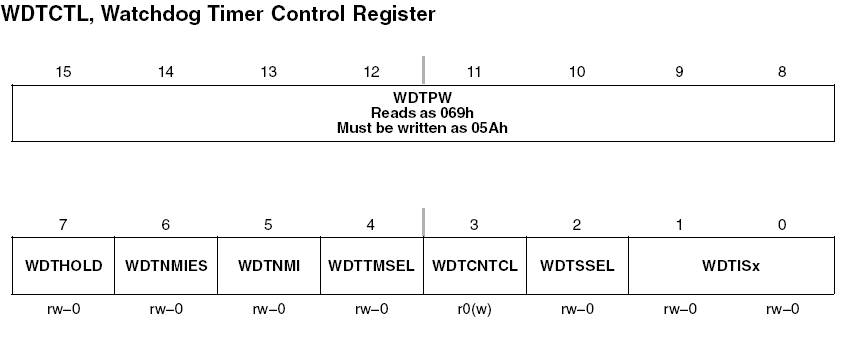 WDTCTL, Watchdog Timer Control Register
15 14 13 12 11 10 9 8
WDTPW
Reads as 069h
Must be written as 05Ah
7 6 5 4 3 2 1 0
WDTHOLD WDTNMIES WDTNMI WDTTMSEL WDTCNTCL WDTSSEL WDTISx
rw−0 rw−0 rw−0 rw−0 r0(w) rw−0 rw−0 rw−0